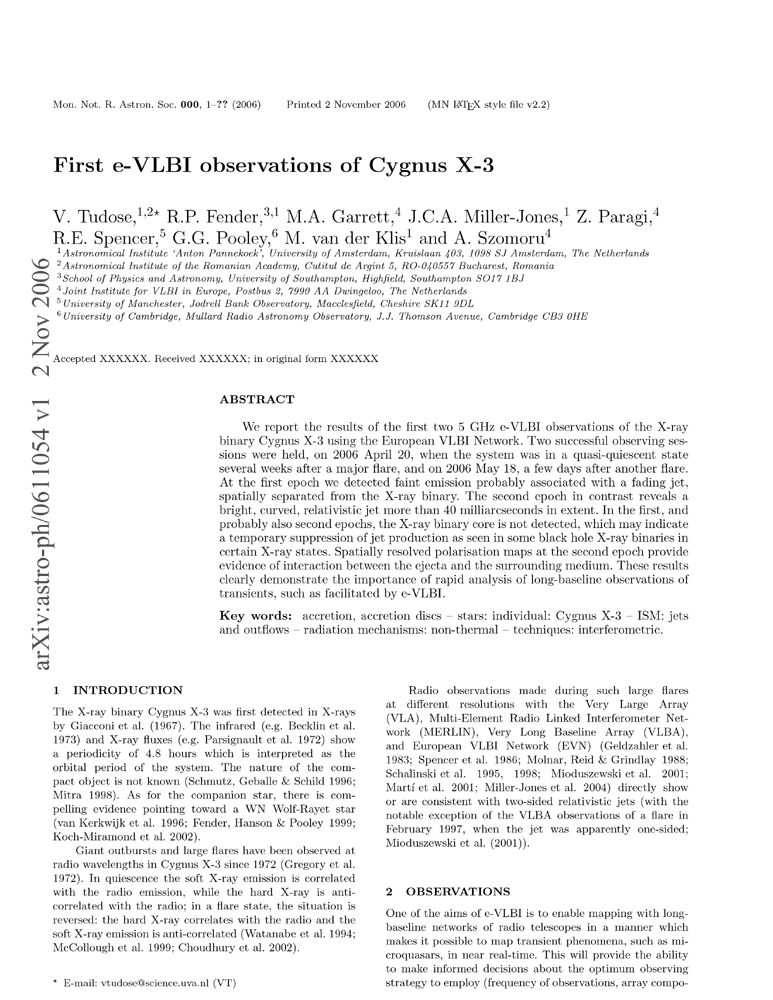 Mon. Not. R. Astron. Soc. 000, 1–?? (2006) Printed 2 November 2006 (MN LATEX style file v2.2)
First e-VLBI observations of Cygnus X-3
V. Tudose,1,2⋆ R.P. Fender,3,1 M.A. Garrett,4 J.C.A. Miller-Jones,1 Z. Paragi,4
R.E. Spencer,5 G.G. Pooley,6 M. van der Klis1 and A. Szomoru4
1 Astronomical Institute ‘Anton Pannekoek’, University of Amsterdam, Kruislaan 403, 1098 SJ Amsterdam, The Netherlands
2 Astronomical Institute of the Romanian Academy, Cutitul de Argint 5, RO-040557 Bucharest, Romania
3 School of Physics and Astronomy, University of Southampton, Highfield, Southampton SO17 1BJ
4 Joint Institute for VLBI in Europe, Postbus 2, 7990 AA Dwingeloo, The Netherlands
5 University of Manchester, Jodrell Bank Observatory, Macclesfield, Cheshire SK11 9DL
6 University of Cambridge, Mullard Radio Astronomy Observatory, J.J. Thomson Avenue, Cambridge CB3 0HE
Accepted XXXXXX. Received XXXXXX; in original form XXXXXX
arXiv:astro-ph/0611054 v1 2 Nov 2006
ABSTRACT
We report the results of the first two 5 GHz e-VLBI observations of the X-ray
binary Cygnus X-3 using the European VLBI Network. Two successful observing ses-
sions were held, on 2006 April 20, when the system was in a quasi-quiescent state
several weeks after a major flare, and on 2006 May 18, a few days after another flare.
At the first epoch we detected faint emission probably associated with a fading jet,
spatially separated from the X-ray binary. The second epoch in contrast reveals a
bright, curved, relativistic jet more than 40 milliarcseconds in extent. In the first, and
probably also second epochs, the X-ray binary core is not detected, which may indicate
a temporary suppression of jet production as seen in some black hole X-ray binaries in
certain X-ray states. Spatially resolved polarisation maps at the second epoch provide
evidence of interaction between the ejecta and the surrounding medium. These results
clearly demonstrate the importance of rapid analysis of long-baseline observations of
transients, such as facilitated by e-VLBI.
Key words: accretion, accretion discs – stars: individual: Cygnus X-3 – ISM: jets
and outflows – radiation mechanisms: non-thermal – techniques: interferometric.
1 INTRODUCTION
The X-ray binary Cygnus X-3 was first detected in X-rays
by Giacconi et al. (1967). The infrared (e.g. Becklin et al.
1973) and X-ray fluxes (e.g. Parsignault et al. 1972) show
a periodicity of 4.8 hours which is interpreted as the
orbital period of the system. The nature of the com-
pact object is not known (Schmutz, Geballe & Schild 1996;
Mitra 1998). As for the companion star, there is com-
pelling evidence pointing toward a WN Wolf-Rayet star
(van Kerkwijk et al. 1996; Fender, Hanson & Pooley 1999;
Koch-Miramond et al. 2002).
Giant outbursts and large flares have been observed at
radio wavelengths in Cygnus X-3 since 1972 (Gregory et al.
1972). In quiescence the soft X-ray emission is correlated
with the radio emission, while the hard X-ray is anti-
correlated with the radio; in a flare state, the situation is
reversed: the hard X-ray correlates with the radio and the
soft X-ray emission is anti-correlated (Watanabe et al. 1994;
McCollough et al. 1999; Choudhury et al. 2002).
⋆ E-mail: vtudose@science.uva.nl (VT)
Radio observations made during such large flares
at different resolutions with the Very Large Array
(VLA), Multi-Element Radio Linked Interferometer Net-
work (MERLIN), Very Long Baseline Array (VLBA),
and European VLBI Network (EVN) (Geldzahler et al.
1983; Spencer et al. 1986; Molnar, Reid & Grindlay 1988;
Schalinski et al. 1995, 1998; Mioduszewski et al. 2001;
Martí et al. 2001; Miller-Jones et al. 2004) directly show
or are consistent with two-sided relativistic jets (with the
notable exception of the VLBA observations of a flare in
February 1997, when the jet was apparently one-sided;
Mioduszewski et al. (2001)).
2 OBSERVATIONS
One of the aims of e-VLBI is to enable mapping with long-
baseline networks of radio telescopes in a manner which
makes it possible to map transient phenomena, such as mi-
croquasars, in near real-time. This will provide the ability
to make informed decisions about the optimum observing
strategy to employ (frequency of observations, array compo-